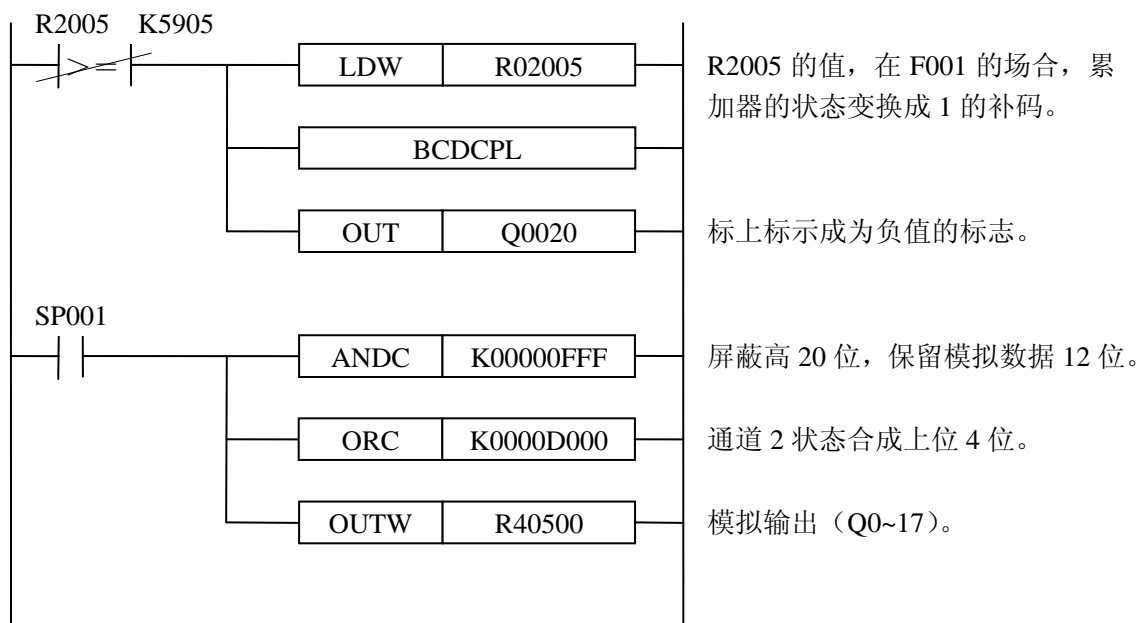 R2005 K5905
>=
LDW R02005
R2005 的值，在 F001 的场合，累
加器的状态变换成 1 的补码。
BCDCPL
OUT Q0020
标上标示成为负值的标志。
SP001
ANDC K00000FFF
屏蔽高 20 位，保留模拟数据 12 位。
ORC K0000D000
通道 2 状态合成上位 4 位。
OUTW R40500
模拟输出（Q0~17）。